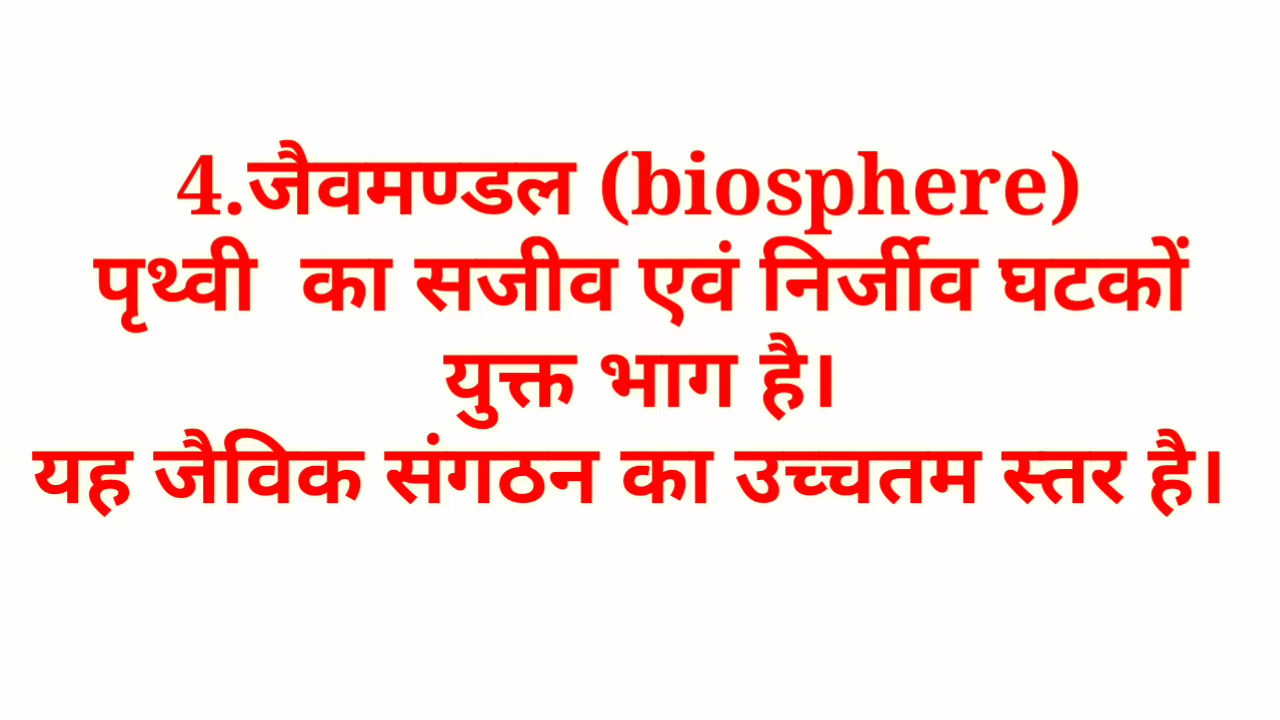 4.जैवमण्डल (biosphere)
पृथ्वी  का सजीव एवं निर्जीव घटकों
युक्त भाग है।
यह जैविक संगठन का उच्चतम स्तर है।